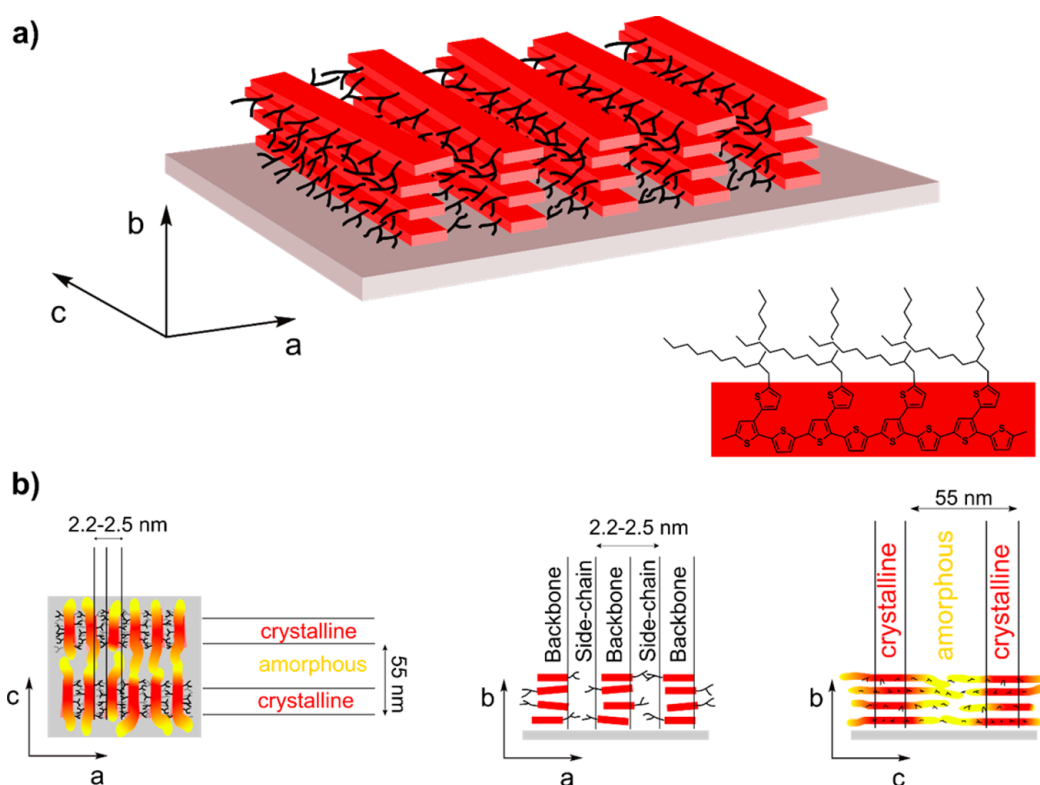 a)
b
c
a
S S S S
S S S S S S S
b)
2.2-2.5 nm
crystalline
amorphous
crystalline
55 nm
c
a
2.2-2.5 nm
Backbone
Side-chain
Backbone
Side-chain
Backbone
b
a
55 nm
crystalline
amorphous
crystalline
b
c